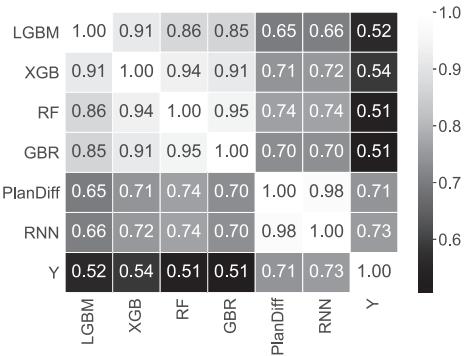 LGBM 1.00 0.91 0.86 0.85 0.65 0.66 0.52
XGB 0.91 1.00 0.94 0.91 0.71 0.72 0.54
RF 0.86 0.94 1.00 0.95 0.74 0.74 0.51
GBR 0.85 0.91 0.95 1.00 0.70 0.70 0.51
PlanDiff 0.65 0.71 0.74 0.70 1.00 0.98 0.71
RNN 0.66 0.72 0.74 0.70 0.98 1.00 0.73
Y 0.52 0.54 0.51 0.51 0.71 0.73 1.00
LGBM XGB RF GBR PlanDiff RNN Y
-1.0
-0.9
-0.8
-0.7
-0.6